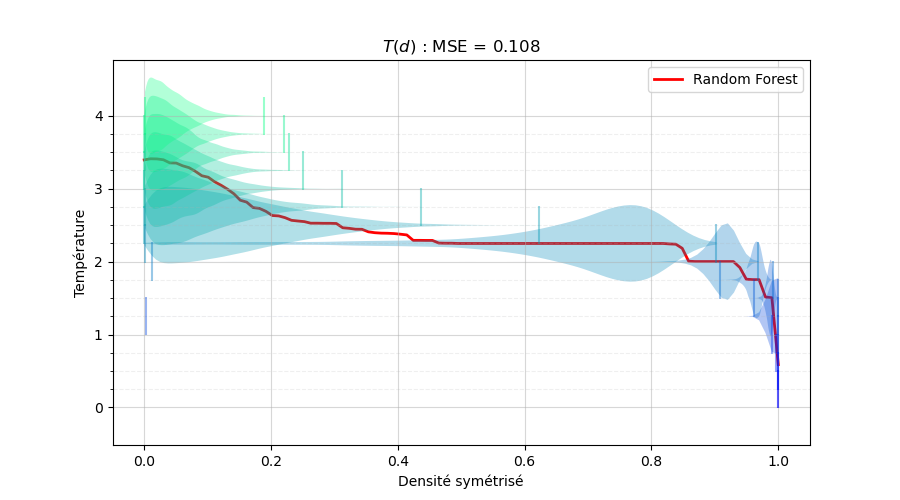 T(d) : MSE = 0.108
Random Forest
4
3
2
1
0
Température
0.0 0.2 0.4 0.6 0.8 1.0
Densité symétrisé